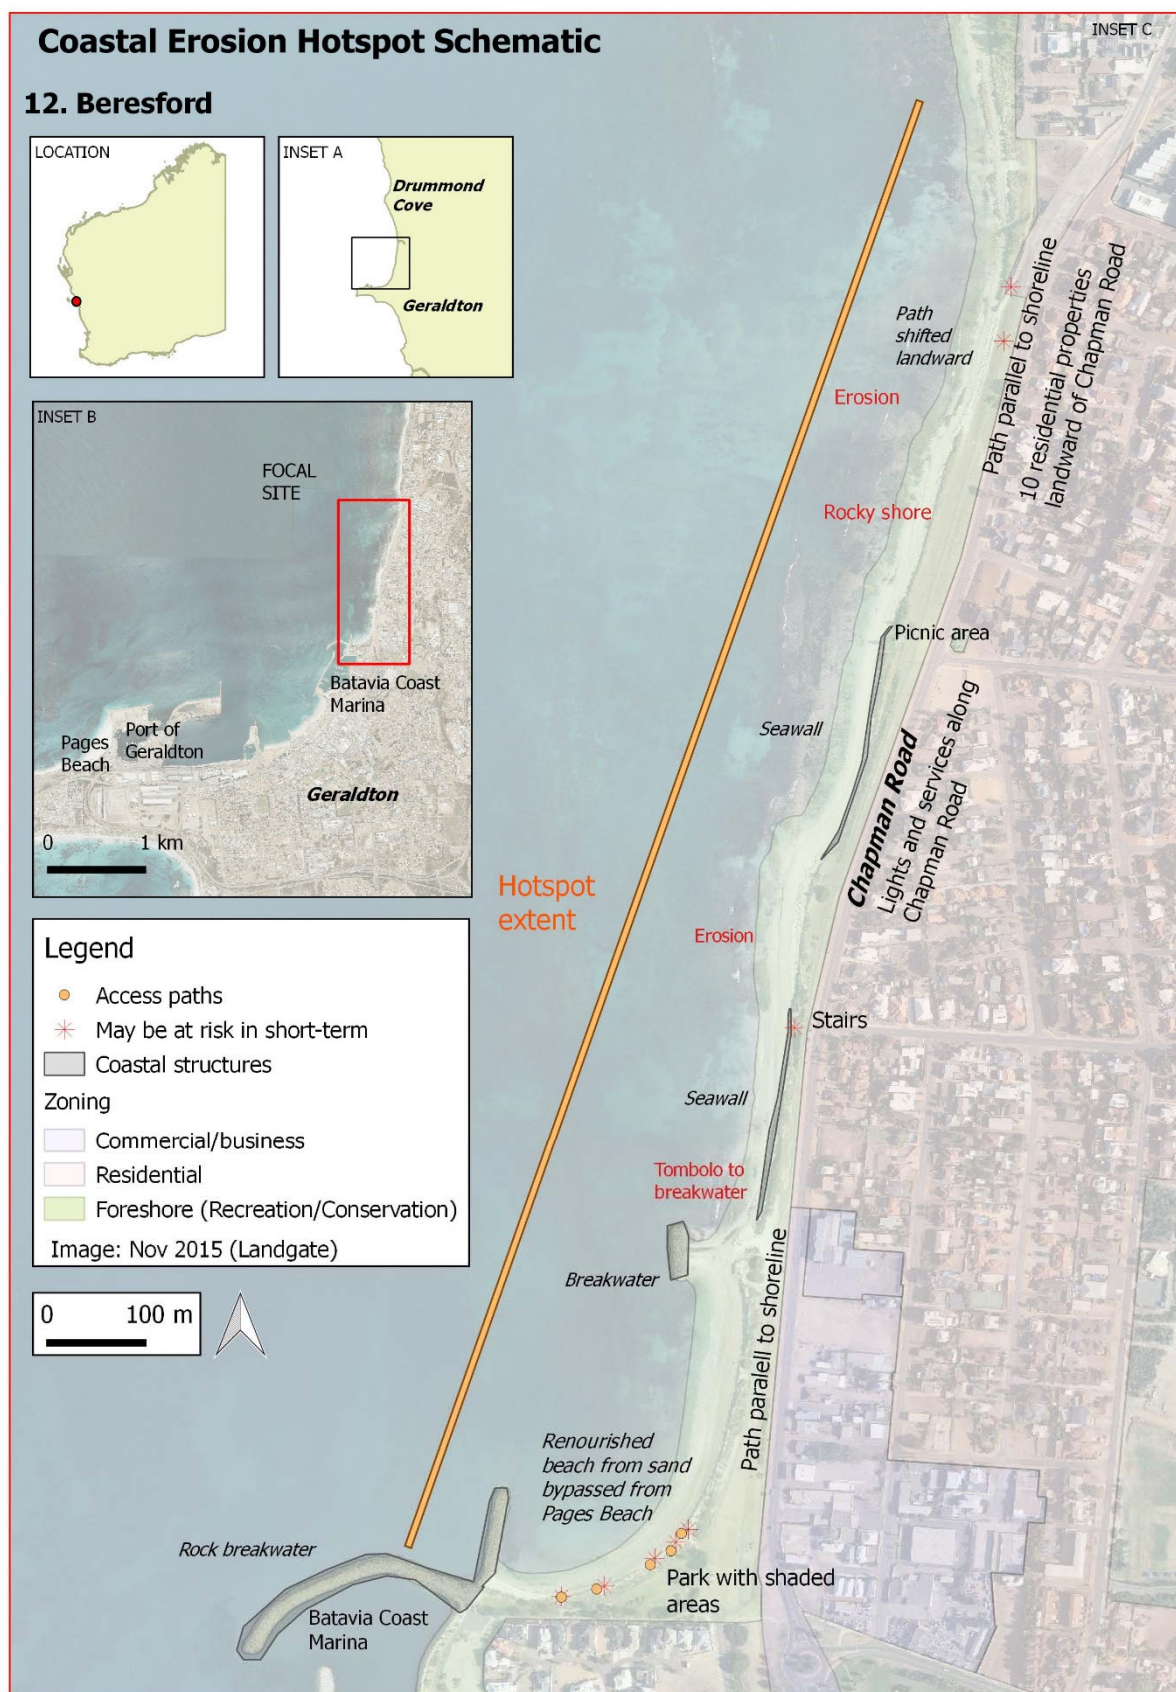 Coastal Erosion Hotspot Schematic
INSET C
12. Beresford
LOCATION
INSET A
Drummond
Cove
Geraldton
INSET B
FOCAL
SITE
Batavia Coast
Marina
Port of
Geraldton
Pages
Beach
Geraldton
0 1 km
Legend
Access paths
May be at risk in short-term
Coastal structures
Zoning
Commercial/business
Residential
Foreshore (Recreation/Conservation)
Image: Nov 2015 (Landgate)
0 100 m
Hotspot
extent
Path
shifted
landward
Erosion
Rocky shore
Path parallel to shoreline
10 residential properties
landward of Chapman Road
Picnic area
Seawall
Chapman Road
Lights and services along
Chapman Road
Erosion
Stairs
Seawall
Tombolo to
breakwater
Breakwater
Path paralell to shoreline
Renourished
beach from sand
bypassed from
Pages Beach
Rock breakwater
Park with shaded
areas
Batavia Coast
Marina